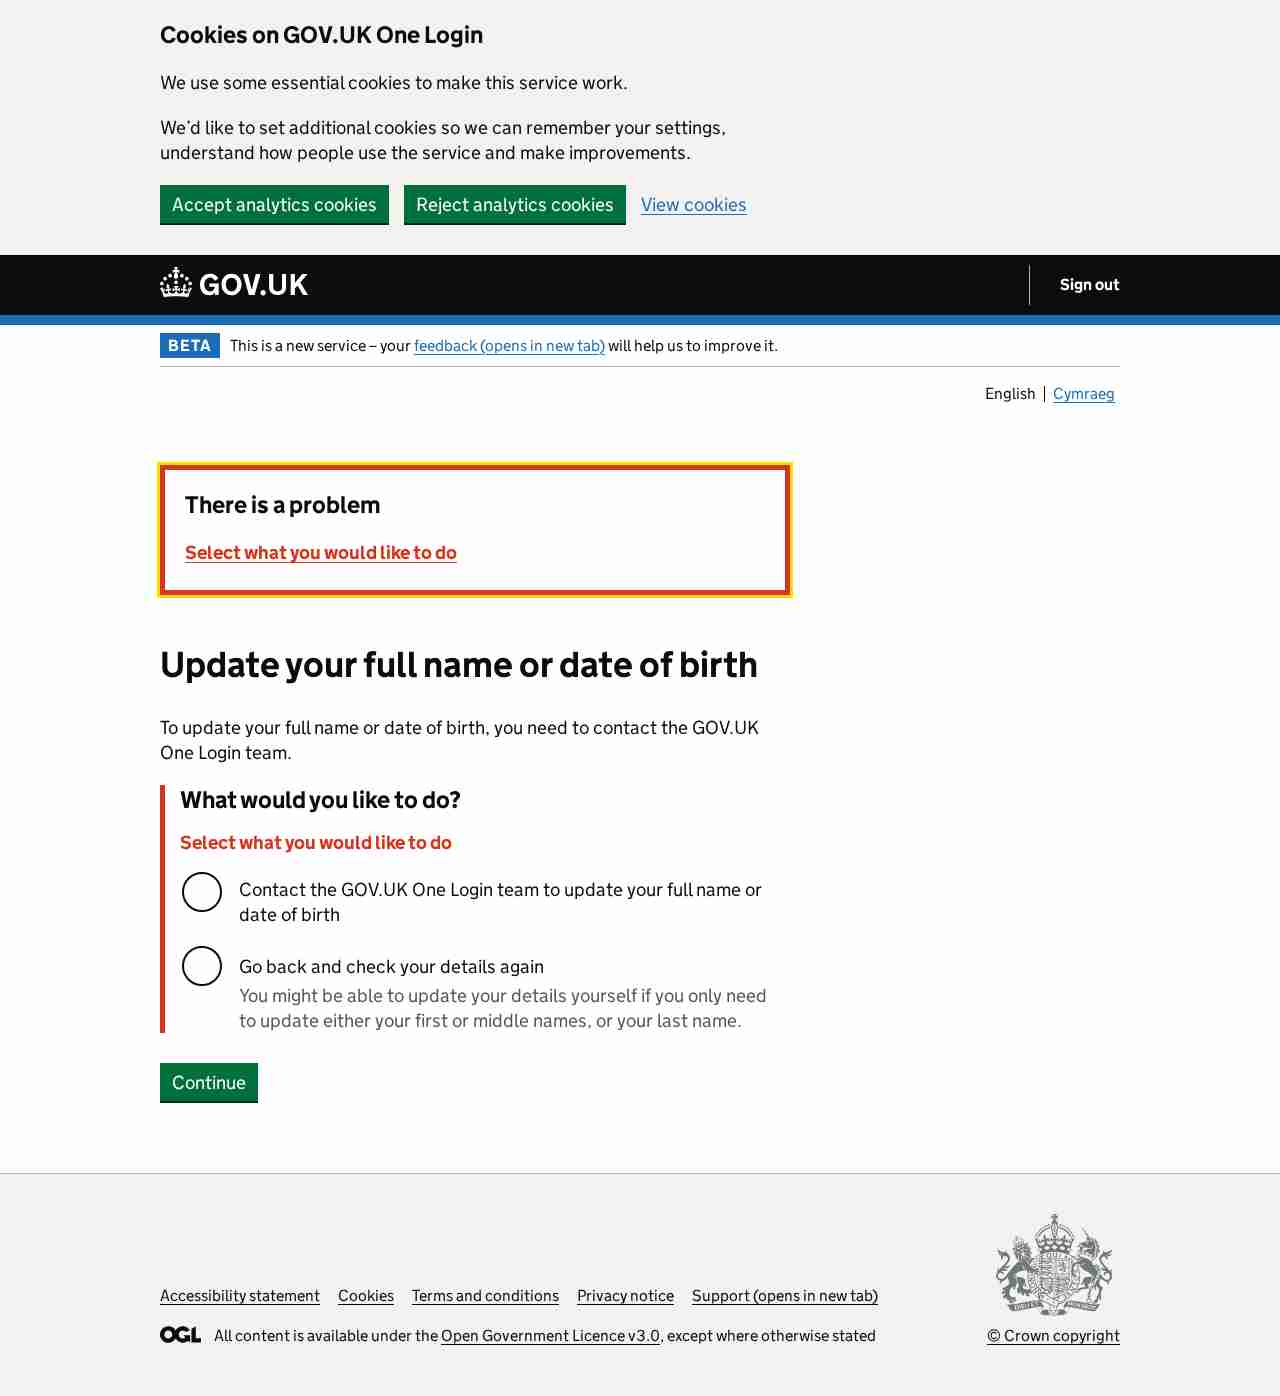 Cookies on GOV.UK One Login
We use some essential cookies to make this service work.
We'd like to set additional cookies so we can remember your settings,
understand how people use the service and make improvements.
Accept analytics cookies Reject analytics cookies View cookies
GOV.UK Sign out
BETA This is a new service – your feedback (opens in new tab) will help us to improve it.
English Cymraeg
There is a problem
Select what you would like to do
Update your full name or date of birth
To update your full name or date of birth, you need to contact the GOV.UK
One Login team.
What would you like to do?
Select what you would like to do
Contact the GOV.UK One Login team to update your full name or
date of birth
Go back and check your details again
You might be able to update your details yourself if you only need
to update either your first or middle names, or your last name.
Continue
Accessibility statement Cookies Terms and conditions Privacy notice Support (opens in new tab)
OGL All content is available under the Open Government Licence v3.0, except where otherwise stated
© Crown copyright